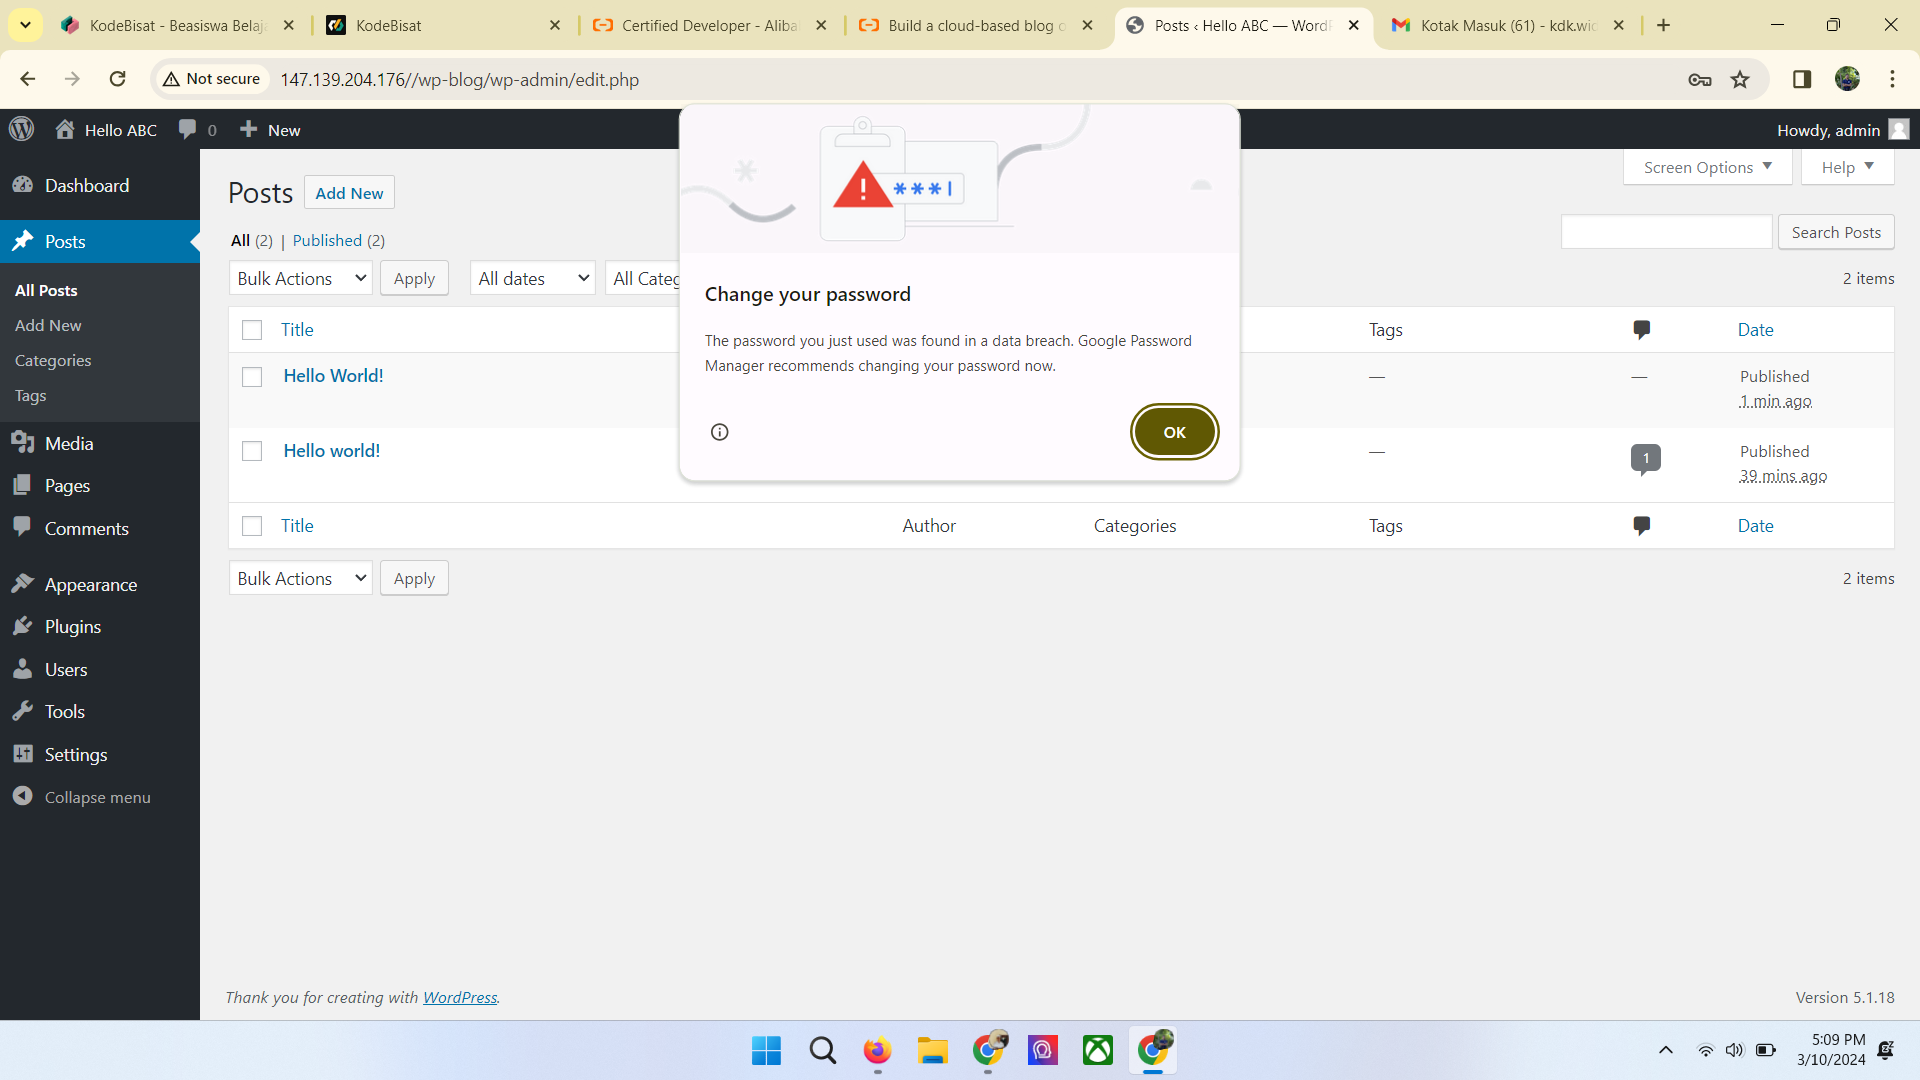 KodeBisat - Beasiswa Belaja
KodeBisat
Certified Developer - Aliba
Build a cloud-based blog o
Posts ‹ Hello ABC — WordP
Kotak Masuk (61) - kdk.wid
Not secure
147.139.204.176//wp-blog/wp-admin/edit.php
Hello ABC
0
New
Howdy, admin
Dashboard
Posts
All Posts
Add New
Categories
Tags
Media
Pages
Comments
Appearance
Plugins
Users
Tools
Settings
Collapse menu
Screen Options
Help
Posts
Add New
All (2) | Published (2)
Search Posts
Bulk Actions
Apply
All dates
All Categ
2 items
Title
Tags
Date
Hello World!
—
—
Published
1 min ago
Hello world!
—
1
Published
39 mins ago
Title
Author
Categories
Tags
Date
Bulk Actions
Apply
2 items
***|
Change your password
The password you just used was found in a data breach. Google Password
Manager recommends changing your password now.
OK
Thank you for creating with WordPress.
Version 5.1.18
5:09 PM
3/10/2024